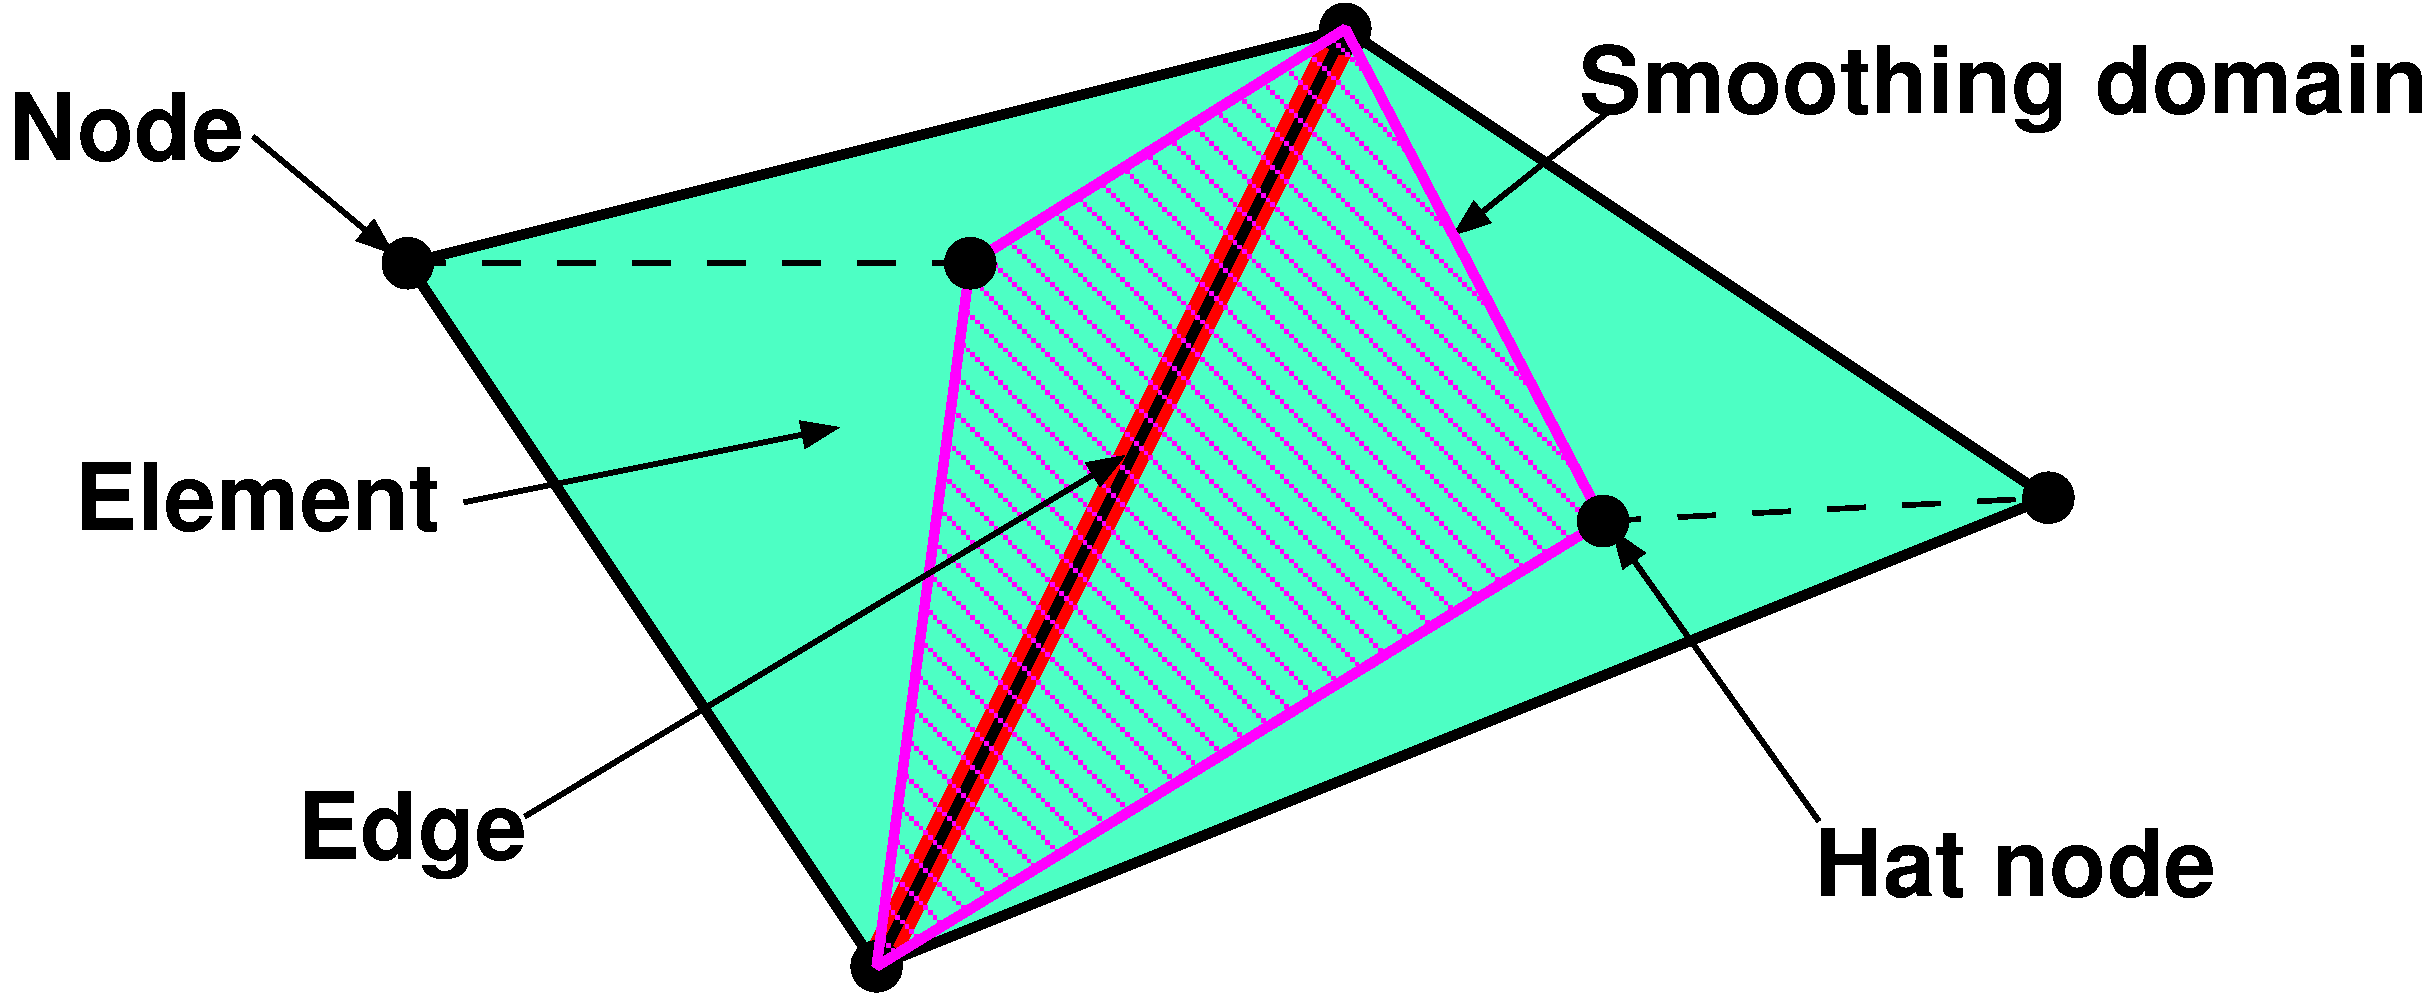 Smoothing domain
Node
Element
Edge
Hat node